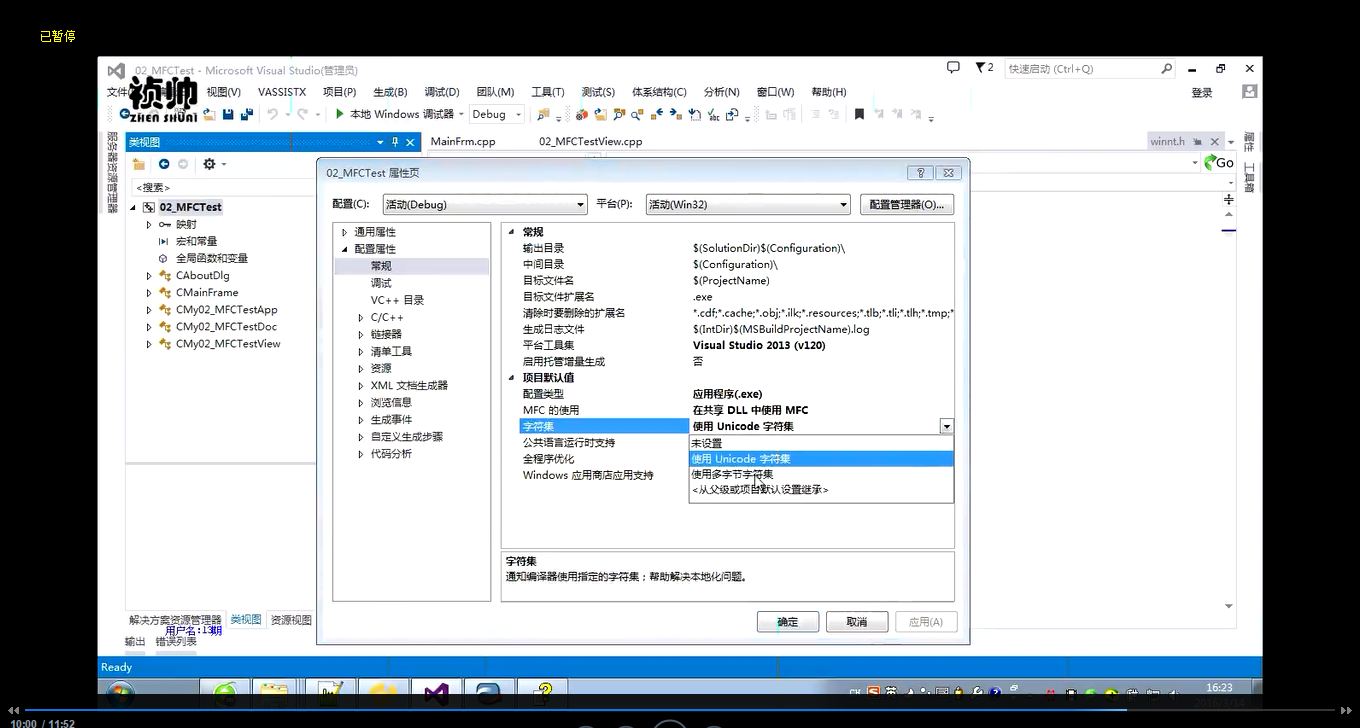 已暂停
02_MFCTest - Microsoft Visual Studio(管理员)
2
快速启动 (Ctrl+Q)
视图(V) VASSISTX 项目(P) 生成(B) 调试(D) 团队(M) 工具(T) 测试(S) 体系结构(C) 分析(N) 窗口(W) 帮助(H)
登录
祯帅
ZHEN SHUAI
本地 Windows 调试器 Debug
服务器资源管理器
类视图
MainFrm.cpp 02_MFCTestView.cpp winnt.h
属性 工具箱
Go
<搜索>
02_MFCTest
映射
宏和常量
全局函数和变量
CAboutDlg
CMainFrame
CMy02_MFCTestApp
CMy02_MFCTestDoc
CMy02_MFCTestView
02_MFCTest 属性页
配置(C): 活动(Debug) 平台(P): 活动(Win32) 配置管理器(O)...
通用属性
配置属性
常规
调试
VC++ 目录
C/C++
链接器
清单工具
资源
XML 文档生成器
浏览信息
生成事件
自定义生成步骤
代码分析
常规
输出目录 $(SolutionDir)$(Configuration)\
中间目录 $(Configuration)\
目标文件名 $(ProjectName)
目标文件扩展名 .exe
清除时要删除的扩展名 *.cdf;*.cache;*.obj;*.ilk;*.resources;*.tlb;*.tli;*.tlh;*.tmp;*
生成日志文件 $(IntDir)$(MSBuildProjectName).log
平台工具集 Visual Studio 2013 (v120)
启用托管增量生成 否
项目默认值
配置类型 应用程序(.exe)
MFC 的使用 在共享 DLL 中使用 MFC
字符集 使用 Unicode 字符集
公共语言运行时支持
全程序优化
Windows 应用商店应用支持
未设置
使用 Unicode 字符集
使用多字节字符集
<从父级或项目默认设置继承>
字符集
通知编译器使用指定的字符集；帮助解决本地化问题。
确定 取消 应用(A)
解决方案资源管理器 类视图 资源视图
用户名:13期
输出 错误列表
Ready
CH 英
16:23
10:00 / 11:52